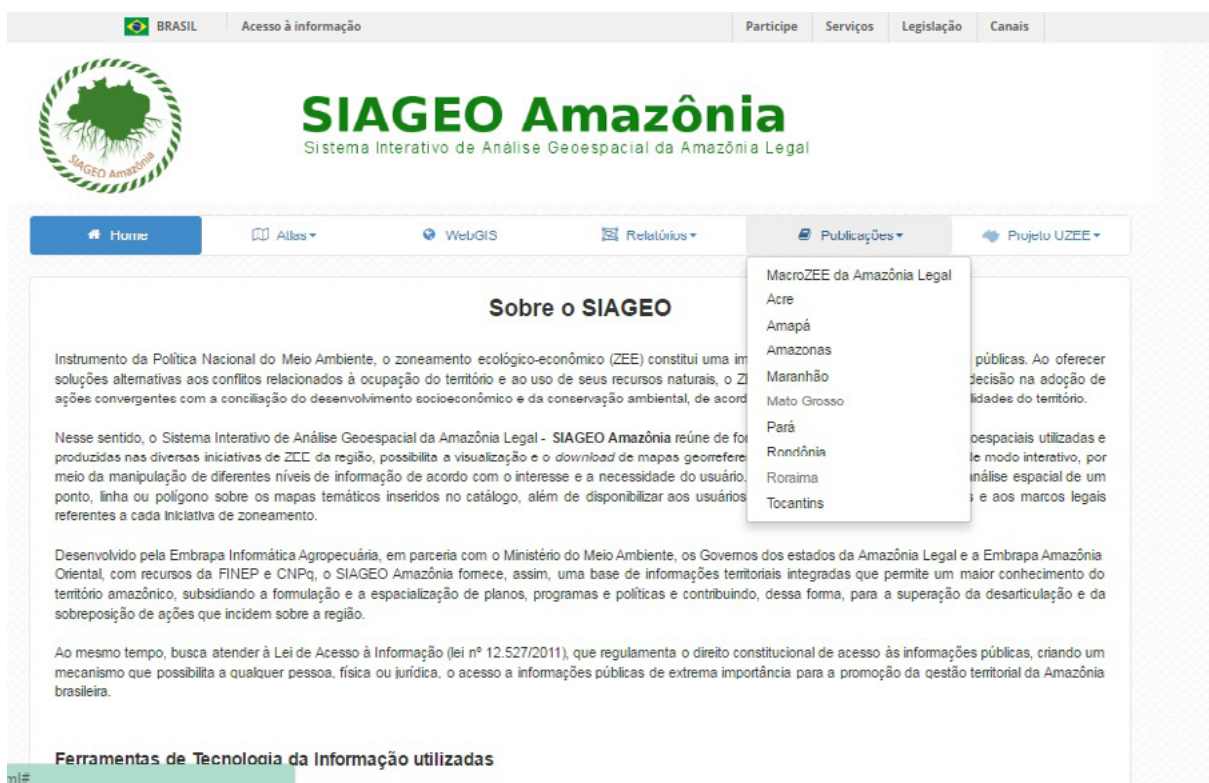 BRASIL Acesso à informação Participe Serviços Legislação Canais
SIAGEO Amazônia
SIAGEO Amazônia
Sistema Interativo de Análise Geoespacial da Amazônia Legal
Home Atlas WebGIS Relatórios Publicações Projeto UZEE
MacroZEE da Amazônia Legal
Acre
Amapá
Amazonas
Maranhão
Mato Grosso
Pará
Rondônia
Roraima
Tocantins
Sobre o SIAGEO
Instrumento da Política Nacional do Meio Ambiente, o zoneamento ecológico-econômico (ZEE) constitui uma públicas. Ao oferecer
soluções alternativas aos conflitos relacionados à ocupação do território e ao uso de seus recursos naturais, o decisão na adoção de
ações convergentes com a conciliação do desenvolvimento socioeconômico e da conservação ambiental, de do território.
Nesse sentido, o Sistema Interativo de Análise Geoespacial da Amazônia Legal - SIAGEO Amazônia reúne de utilizadas e
produzidas nas diversas iniciativas de ZEE da região, possibilita a visualização e o download de mapas de modo interativo, por
meio da manipulação de diferentes níveis de informação de acordo com o interesse e a necessidade do usuário. espacial de um
ponto, linha ou polígono sobre os mapas temáticos inseridos no catálogo, além de disponibilizar aos usuários e aos marcos legais
referentes a cada iniciativa de zoneamento.
Desenvolvido pela Embrapa Informática Agropecuária, em parceria com o Ministério do Meio Ambiente, os Governos dos estados da Amazônia Legal e a Embrapa Amazônia
Oriental, com recursos da FINEP e CNPq, o SIAGEO Amazônia fornece, assim, uma base de informações territoriais integradas que permite um maior conhecimento do
território amazônico, subsidiando a formulação e a espacialização de planos, programas e políticas e contribuindo, dessa forma, para a superação da desarticulação e da
sobreposição de ações que incidem sobre a região.
Ao mesmo tempo, busca atender à Lei de Acesso à Informação (lei nº 12.527/2011), que regulamenta o direito constitucional de acesso às informações públicas, criando um
mecanismo que possibilita a qualquer pessoa, física ou jurídica, o acesso a informações públicas de extrema importância para a promoção da gestão territorial da Amazônia
brasileira.
Ferramentas de Tecnologia da Informação utilizadas